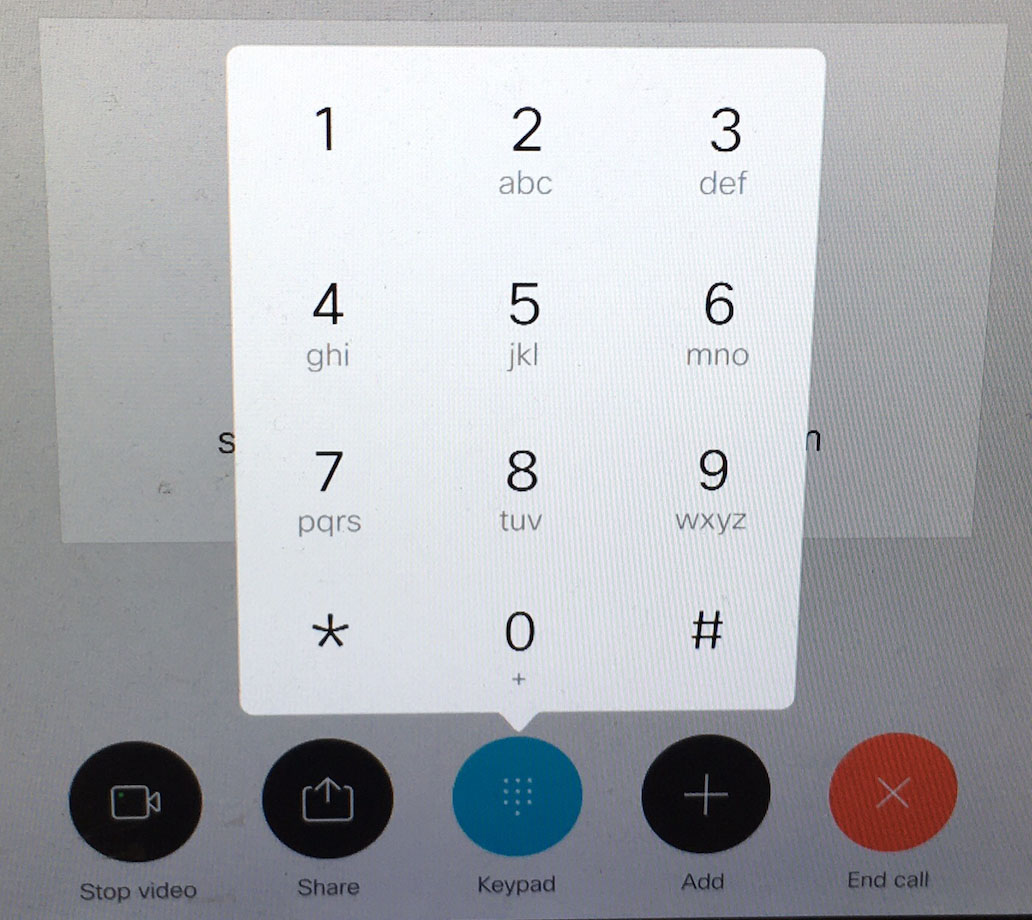 1 2 3
abc def
4 5 6
ghi jkl mno
s n
7 8 9
pqrs tuv wxyz
* 0 #
+
Stop video Share Keypad Add End call